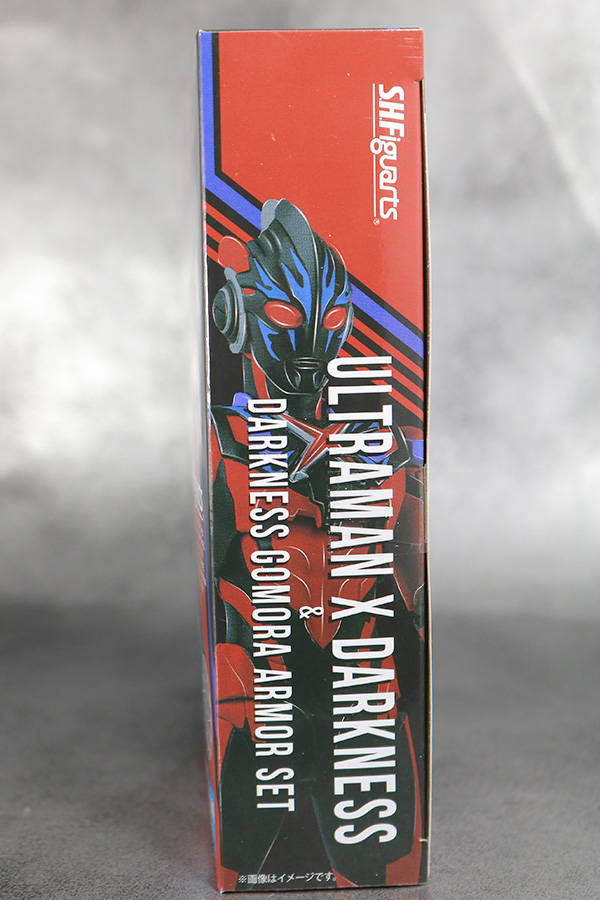 S.H.Figuarts
®
ULTRAMAN X DARKNESS
&
DARKNESS GOMORA ARMOR SET
※画像はイメージです。